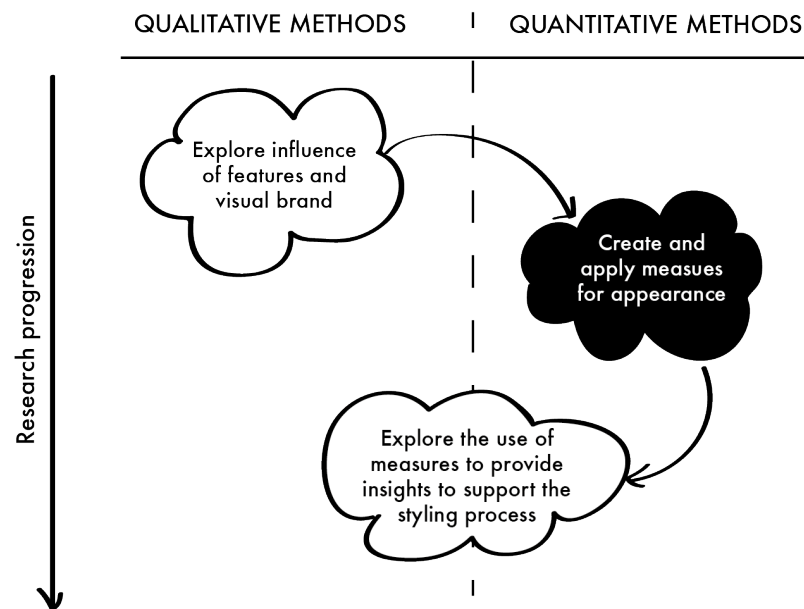 QUALITATIVE METHODS
QUANTITATIVE METHODS
Explore influence
of features and
visual brand
Create and
apply measues
for appearance
Explore the use of
measures to provide
insights to support the
styling process
Research progression